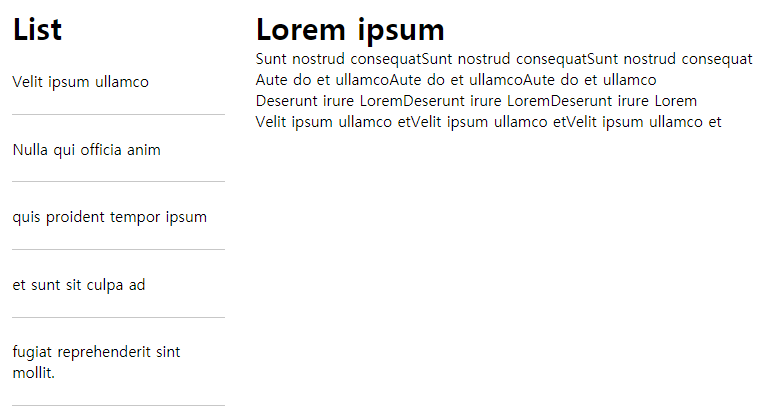 List
Velit ipsum ullamco
Nulla qui officia anim
quis proident tempor ipsum
et sunt sit culpa ad
fugiat reprehenderit sint
mollit.
Lorem ipsum
Sunt nostrud consequatSunt nostrud consequatSunt nostrud consequat
Aute do et ullamcoAute do et ullamcoAute do et ullamco
Deserunt irure LoremDeserunt irure LoremDeserunt irure Lorem
Velit ipsum ullamco etVelit ipsum ullamco etVelit ipsum ullamco et